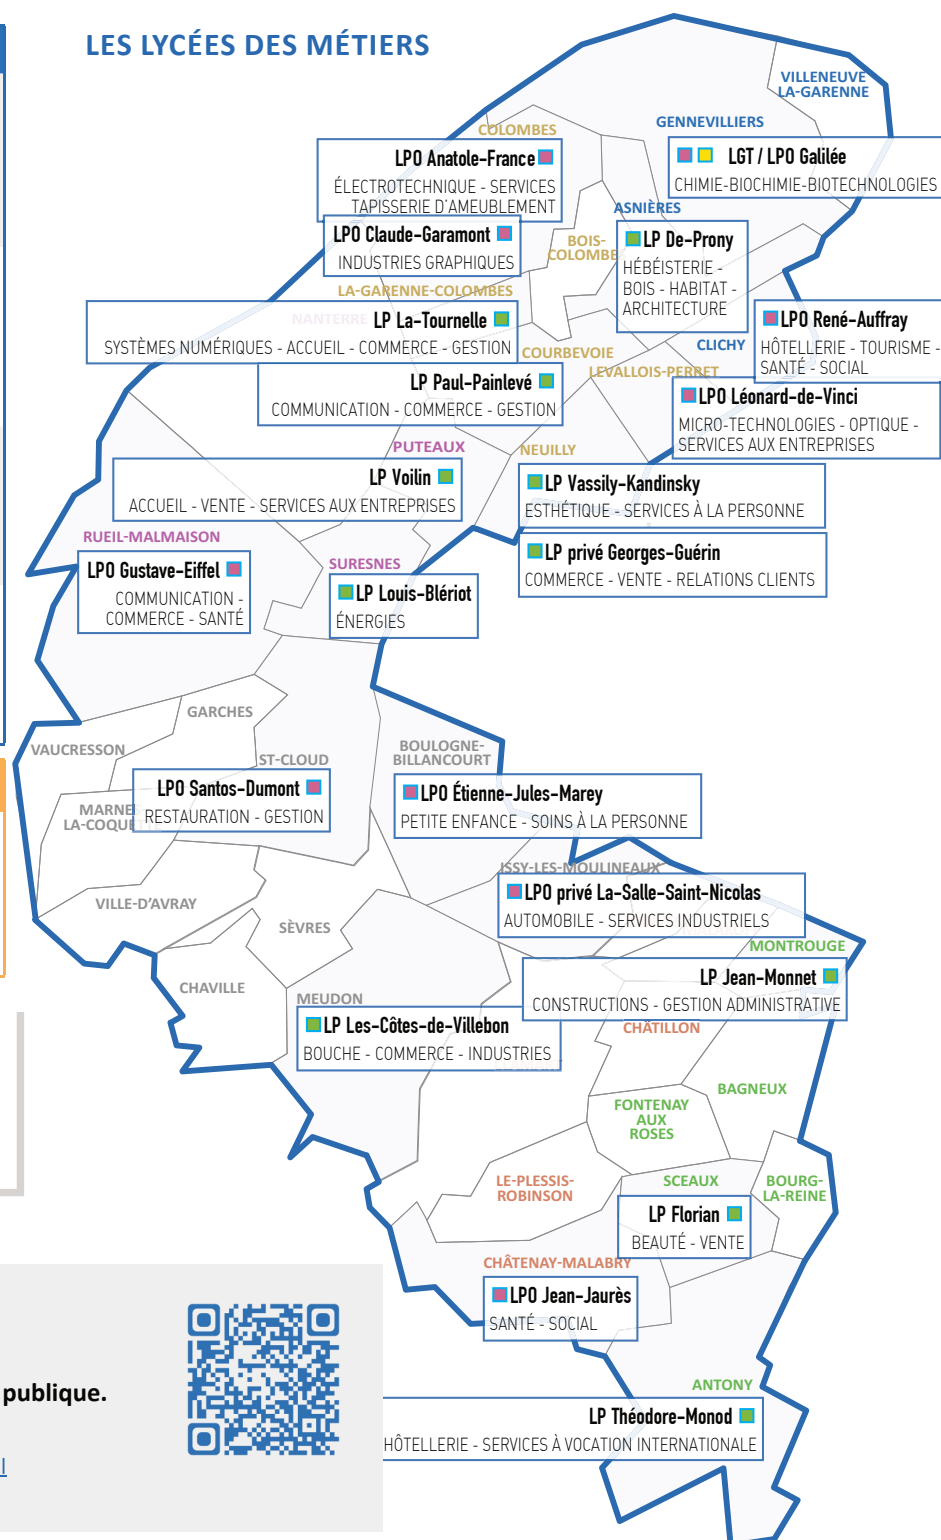 LES LYCÉES DES MÉTIERS
VILLENEUVE
LA-GARENNE
GENNEVILLIERS
COLOMBES
LPO Anatole-France
ÉLECTROTECHNIQUE - SERVICES
TAPISSERIE D'AMEUBLEMENT
LGT / LPO Galilée
CHIMIE-BIOCHIMIE-BIOTECHNOLOGIES
ASNIÈRES
LPO Claude-Garamont
INDUSTRIES GRAPHIQUES
BOIS-
COLOMBE
LP De-Prony
HÉBÉISTERIE -
BOIS - HABITAT -
ARCHITECTURE
LA-GARENNE-COLOMBES
NANTERRE
LP La-Tournelle
SYSTÈMES NUMÉRIQUES - ACCUEIL - COMMERCE - GESTION
COURBEVOIE
CLICHY
LPO René-Auffray
HÔTELLERIE - TOURISME -
SANTÉ - SOCIAL
LEVALLOIS-PERRET
LP Paul-Painlevé
COMMUNICATION - COMMERCE - GESTION
LPO Léonard-de-Vinci
MICRO-TECHNOLOGIES - OPTIQUE -
SERVICES AUX ENTREPRISES
PUTEAUX
NEUILLY
LP Voilin
ACCUEIL - VENTE - SERVICES AUX ENTREPRISES
LP Vassily-Kandinsky
ESTHÉTIQUE - SERVICES À LA PERSONNE
RUEIL-MALMAISON
LPO Gustave-Eiffel
COMMUNICATION -
COMMERCE - SANTÉ
LP privé Georges-Guérin
COMMERCE - VENTE - RELATIONS CLIENTS
SURESNES
LP Louis-Blériot
ÉNERGIES
GARCHES
VAUCRESSON
ST-CLOUD
BOULOGNE-
BILLANCOURT
LPO Santos-Dumont
RESTAURATION - GESTION
MARNE
LA-COQUETTE
LPO Étienne-Jules-Marey
PETITE ENFANCE - SOINS À LA PERSONNE
ISSY-LES-MOULINEAUX
LPO privé La-Salle-Saint-Nicolas
AUTOMOBILE - SERVICES INDUSTRIELS
VILLE-D'AVRAY
SÈVRES
MONTROUGE
CHAVILLE
LP Jean-Monnet
CONSTRUCTIONS - GESTION ADMINISTRATIVE
MEUDON
LP Les-Côtes-de-Villebon
BOUCHE - COMMERCE - INDUSTRIES
CHÂTILLON
BAGNEUX
FONTENAY
AUX
ROSES
LE-PLESSIS-
ROBINSON
SCEAUX
BOURG-
LA-REINE
LP Florian
BEAUTÉ - VENTE
CHÂTENAY-MALABRY
LPO Jean-Jaurès
SANTÉ - SOCIAL
publique.
ANTONY
LP Théodore-Monod
HÔTELLERIE - SERVICES À VOCATION INTERNATIONALE
l